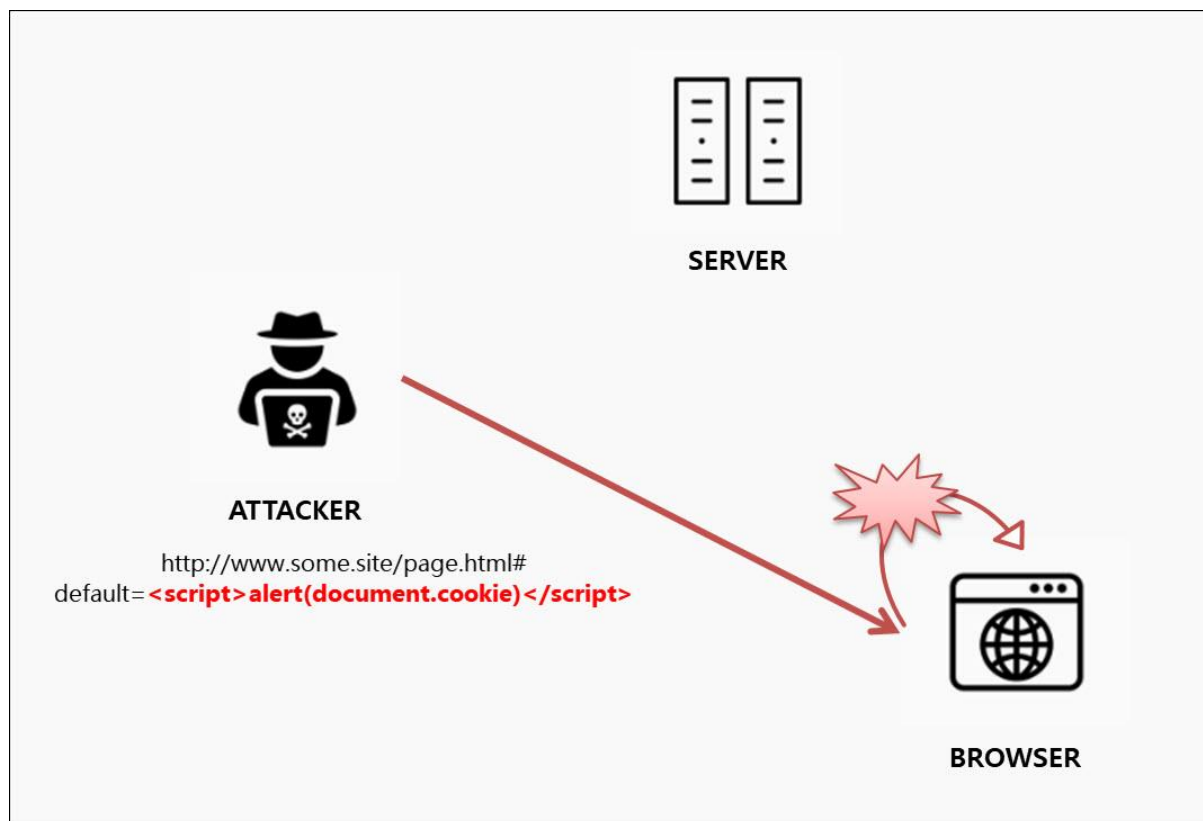 SERVER
ATTACKER
http://www.some.site/page.html#
default=<script>alert(document.cookie)</script>
BROWSER